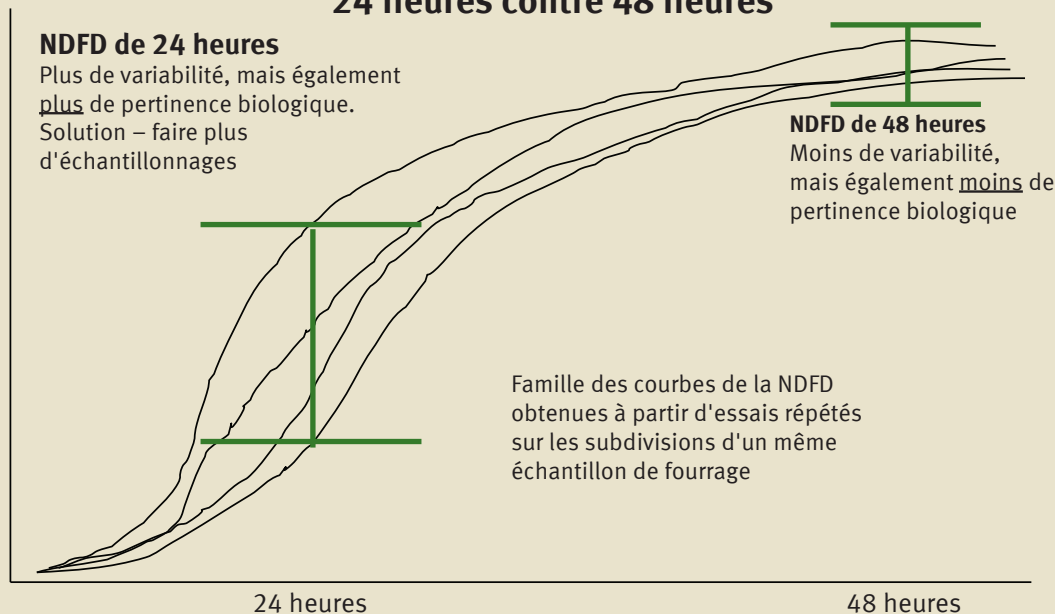 24 heures contre 48 heures
NDFD de 24 heures
Plus de variabilité, mais également
plus de pertinence biologique.
Solution – faire plus
d'échantillonnages
NDFD de 48 heures
Moins de variabilité,
mais également moins de
pertinence biologique
Famille des courbes de la NDFD
obtenues à partir d'essais répétés
sur les subdivisions d'un même
échantillon de fourrage
24 heures
48 heures